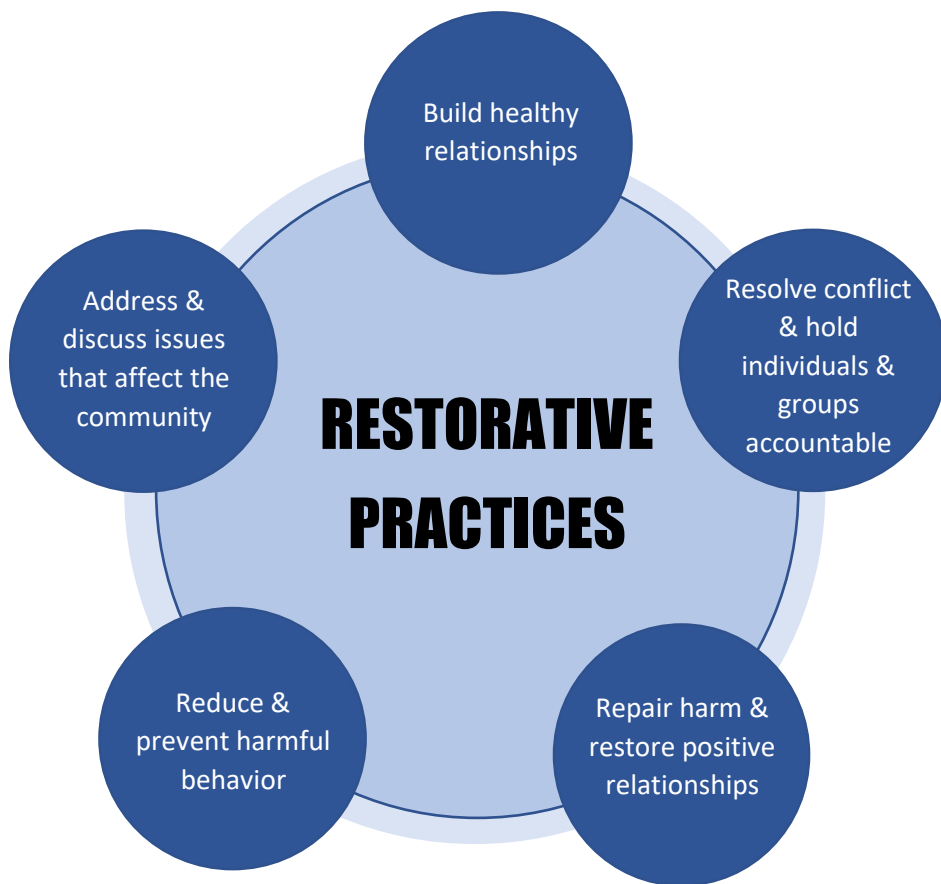 Build healthy
relationships
Resolve conflict
& hold
individuals &
groups
accountable
Repair harm &
restore positive
relationships
Reduce &
prevent harmful
behavior
Address &
discuss issues
that affect the
community
RESTORATIVE
PRACTICES